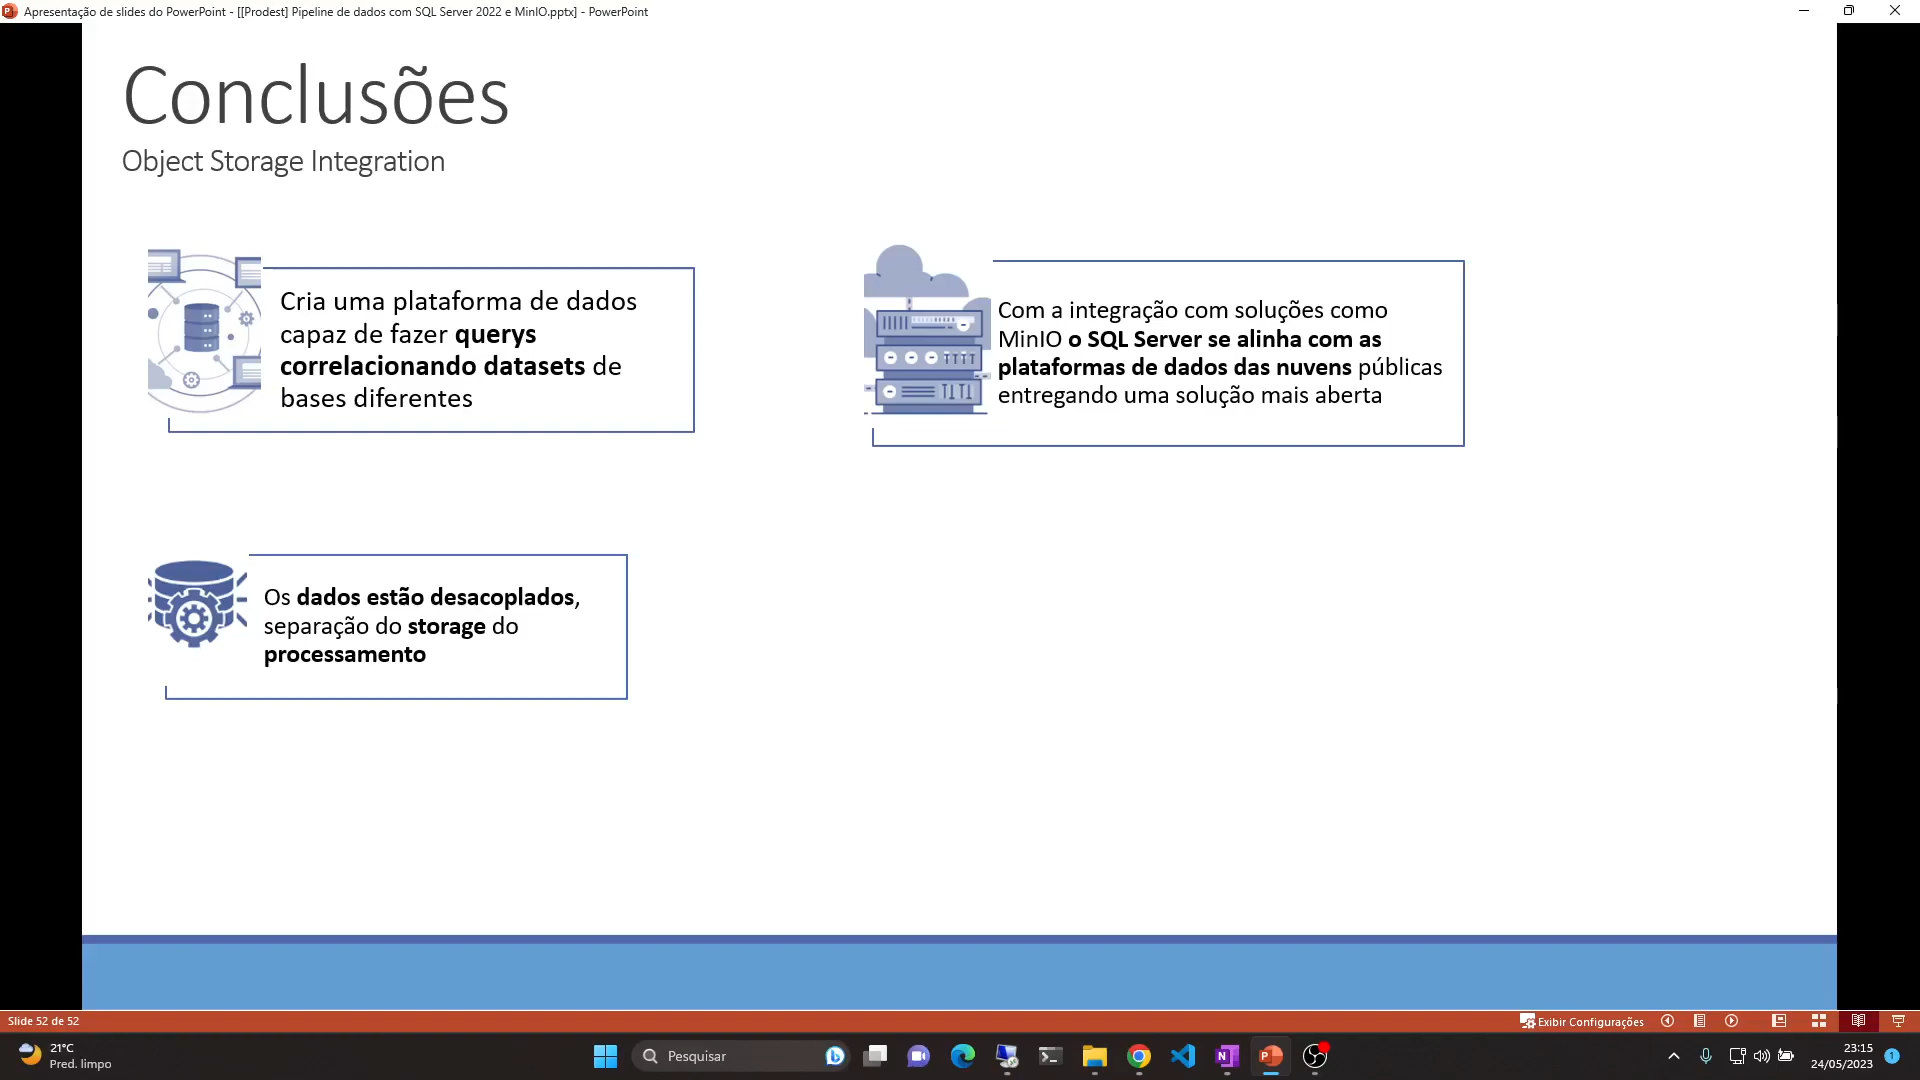 Apresentação de slides do PowerPoint - [[Prodest] Pipeline de dados com SQL Server 2022 e MinIO.pptx] - PowerPoint
Conclusões
Object Storage Integration
Cria uma plataforma de dados
capaz de fazer querys
correlacionando datasets de
bases diferentes
Com a integração com soluções como
MinIO o SQL Server se alinha com as
plataformas de dados das nuvens públicas
entregando uma solução mais aberta
Os dados estão desacoplados,
separação do storage do
processamento
Slide 52 de 52
Exibir Configurações
21°C
Pred. limpo
Pesquisar
23:15
24/05/2023
1